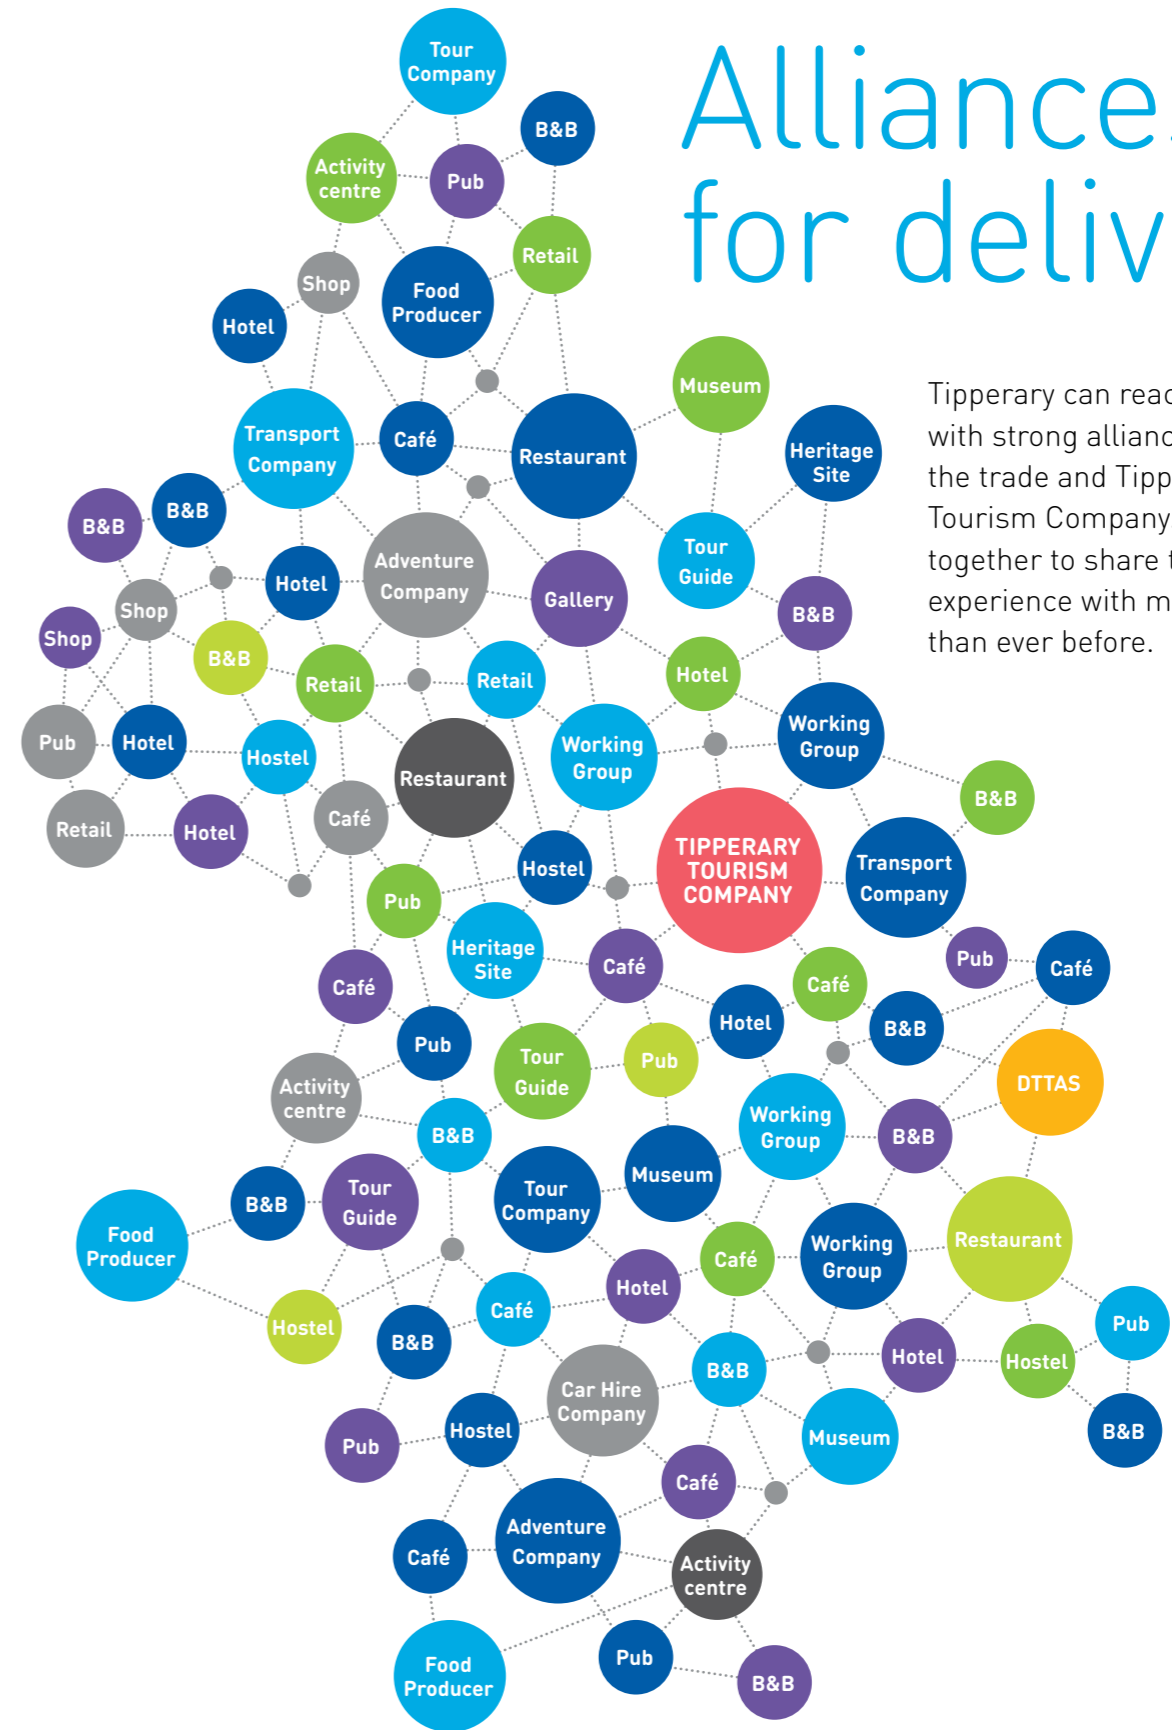 Alliances
for deliv
Tipperary can reac
with strong allianc
the trade and Tipp
Tourism Company
together to share t
experience with m
than ever before.
Tour
Company
B&B
Activity
centre
Pub
Retail
Shop
Food
Producer
Hotel
Museum
Transport
Company
Café
Restaurant
Heritage
Site
B&B
B&B
Adventure
Company
Tour
Guide
Hotel
Gallery
Shop
B&B
Shop
B&B
Retail
Retail
Hotel
Pub
Hotel
Hostel
Restaurant
Working
Group
Working
Group
B&B
Retail
Hotel
Café
Hostel
TIPPERARY
TOURISM
COMPANY
Transport
Company
Pub
Heritage
Site
Café
Pub
Café
Café
Café
Hotel
B&B
Pub
Tour
Guide
Pub
DTTAS
Activity
centre
B&B
Working
Group
B&B
Museum
B&B
Tour
Guide
Tour
Company
Food
Producer
Café
Working
Group
Restaurant
Hotel
Hostel
Café
B&B
Pub
B&B
Hotel
Hostel
Car Hire
Company
Pub
Hostel
Museum
B&B
Café
Café
Adventure
Company
Activity
centre
Food
Producer
Pub
B&B